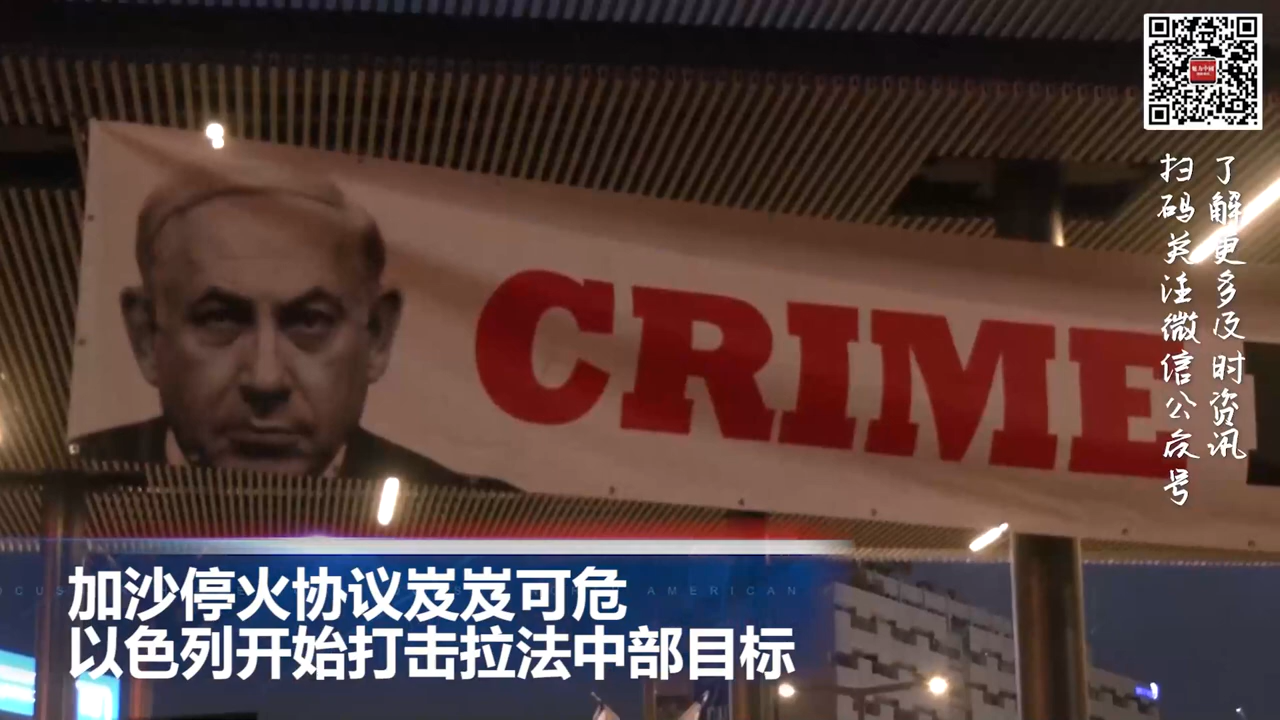 CRIME
了解更多及时资讯
扫码关注微信公众号
加沙停火协议岌岌可危
AMERICAN
以色列开始打击拉法中部目标